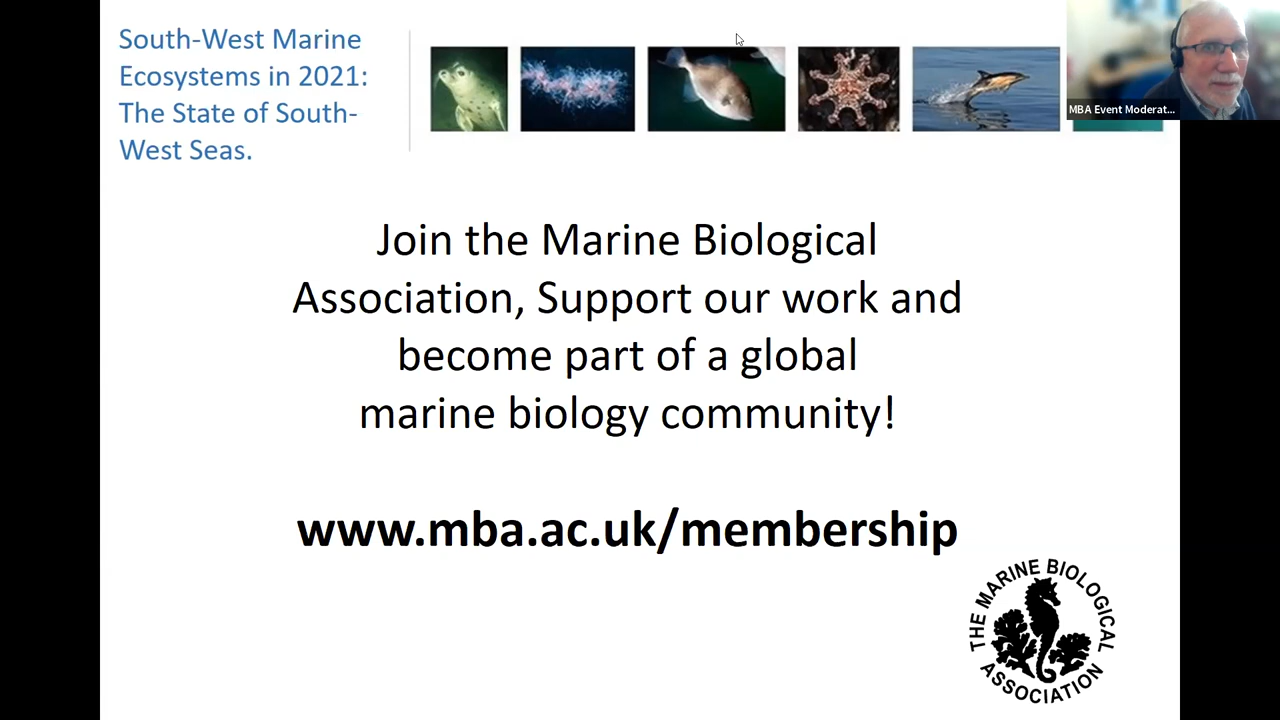 South-West Marine
Ecosystems in 2021:
The State of South-
West Seas.
MBA Event Moderat...
Join the Marine Biological
Association, Support our work and
become part of a global
marine biology community!
www.mba.ac.uk/membership
THE MARINE BIOLOGICAL
ASSOCIATION